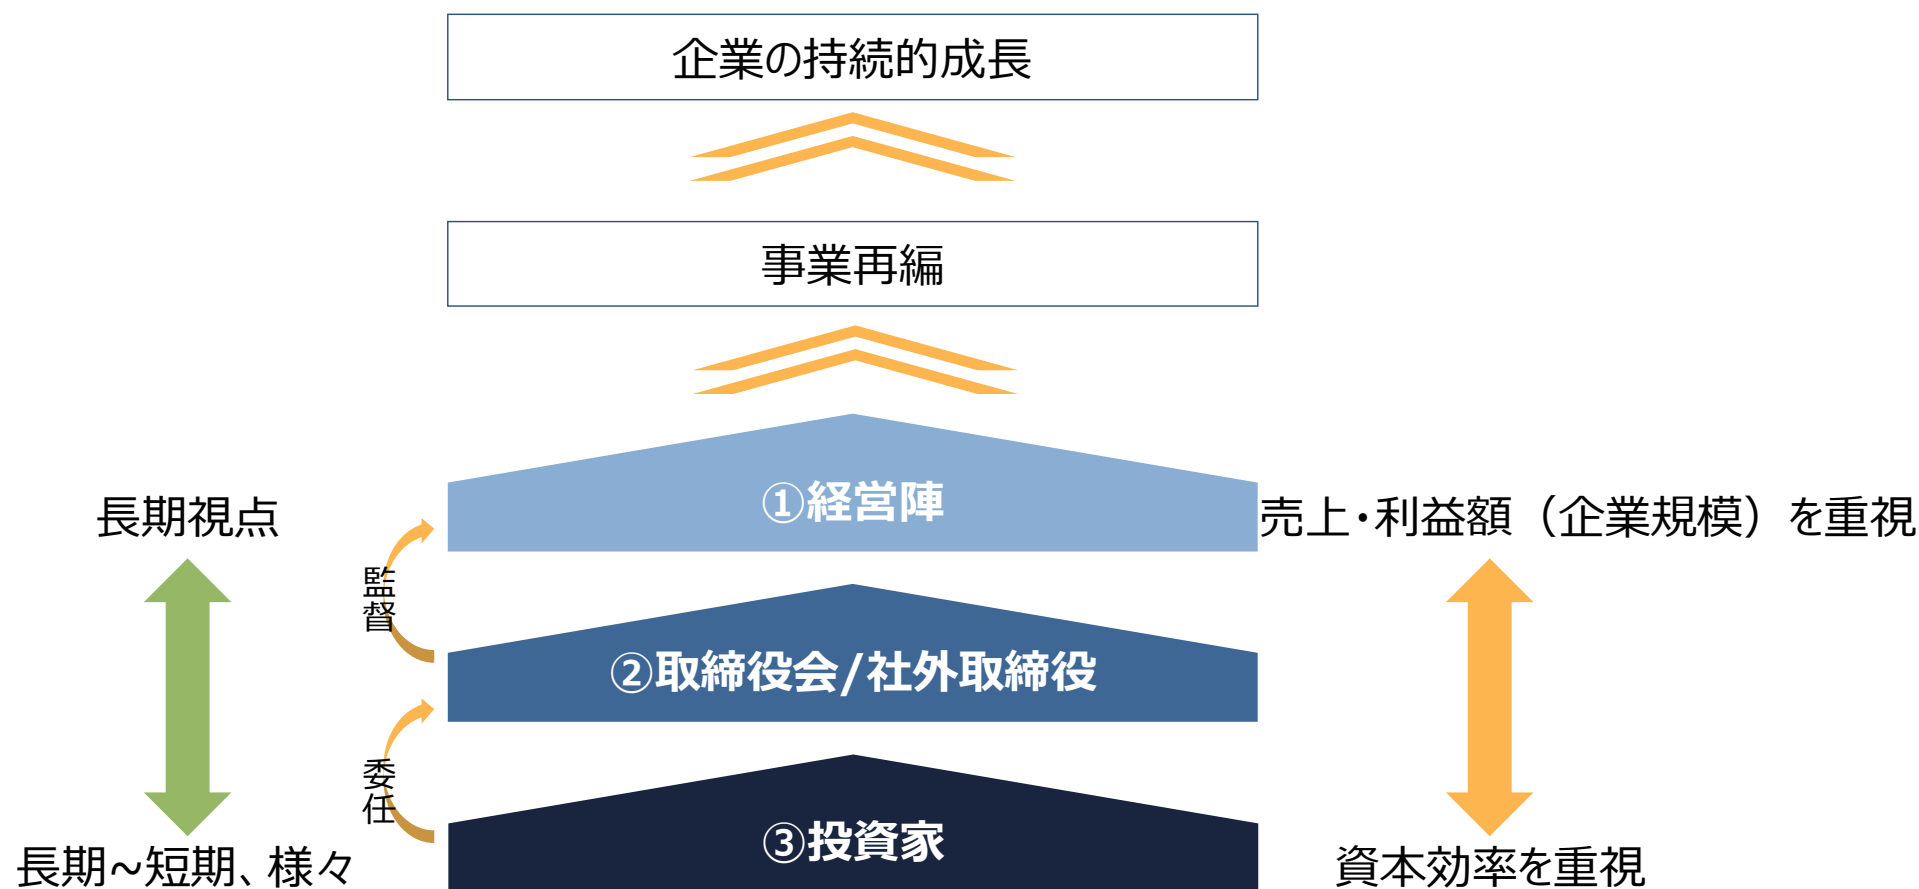 企業の持続的成長
事業再編
①経営陣
長期視点
売上・利益額（企業規模）を重視
監督
②取締役会/社外取締役
委任
③投資家
長期~短期、様々
資本効率を重視